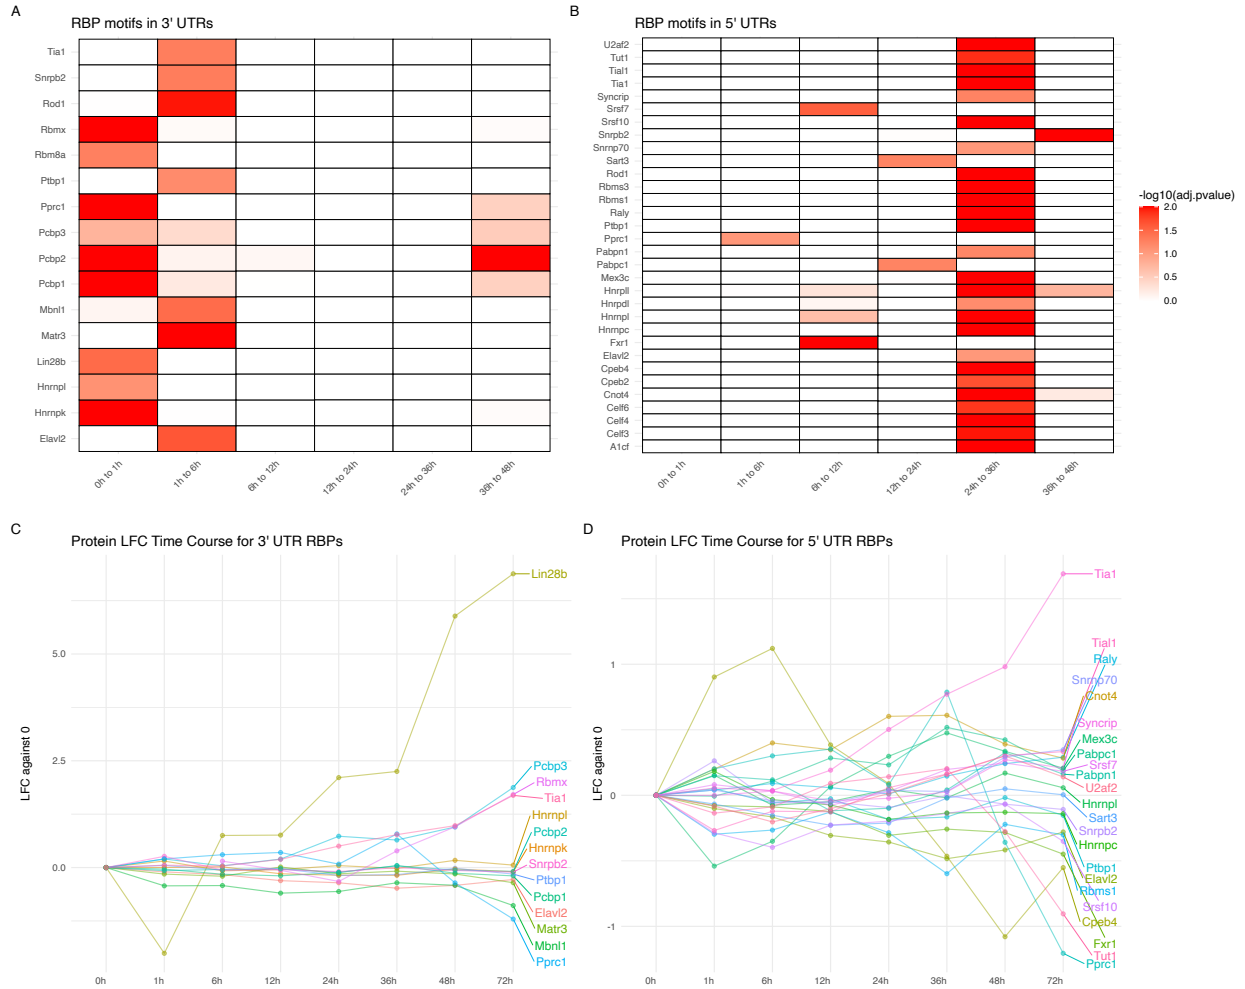 A
RBP motifs in 3' UTRs
Tia1
Snrpb2
Rod1
Rbmx
Rbm8a
Ptbp1
Pprc1
Pcbp3
Pcbp2
Pcbp1
Mbnl1
Matr3
Lin28b
Hnrnpl
Hnrnpk
Elavl2
0h to 1h
1h to 6h
6h to 12h
12h to 24h
24h to 36h
36h to 48h
B
RBP motifs in 5' UTRs
U2af2
Tut1
Tial1
Tia1
Syncrip
Srsf7
Srsf10
Snrpb2
Snrnp70
Sart3
Rod1
Rbms3
Rbms1
Raly
Ptbp1
Pprc1
Pabpn1
Pabpc1
Mex3c
Hnrpll
Hnrpdl
Hnrnpl
Hnrnpc
Fxr1
Elavl2
Cpeb4
Cpeb2
Cnot4
Celf6
Celf4
Celf3
A1cf
0h to 1h
1h to 6h
6h to 12h
12h to 24h
24h to 36h
36h to 48h
-log10(adj.pvalue)
2.0
1.5
1.0
0.5
0.0
C
Protein LFC Time Course for 3' UTR RBPs
LFC against 0
5.0
2.5
0.0
0h
1h
6h
12h
24h
36h
48h
72h
Lin28b
Pcbp3
Rbmx
Tia1
Hnrnpl
Pcbp2
Hnrnpk
Snrpb2
Ptbp1
Pcbp1
Elavl2
Matr3
Mbnl1
Pprc1
D
Protein LFC Time Course for 5' UTR RBPs
LFC against 0
1
0
-1
0h
1h
6h
12h
24h
36h
48h
72h
Tia1
Tial1
Raly
Snrnp70
Cnot4
Syncrip
Mex3c
Pabpc1
Srsf7
Pabpn1
U2af2
Hnrnpl
Sart3
Snrpb2
Hnrnpc
Ptbp1
Elavl2
Rbms1
Srsf10
Cpeb4
Fxr1
Tut1
Pprc1